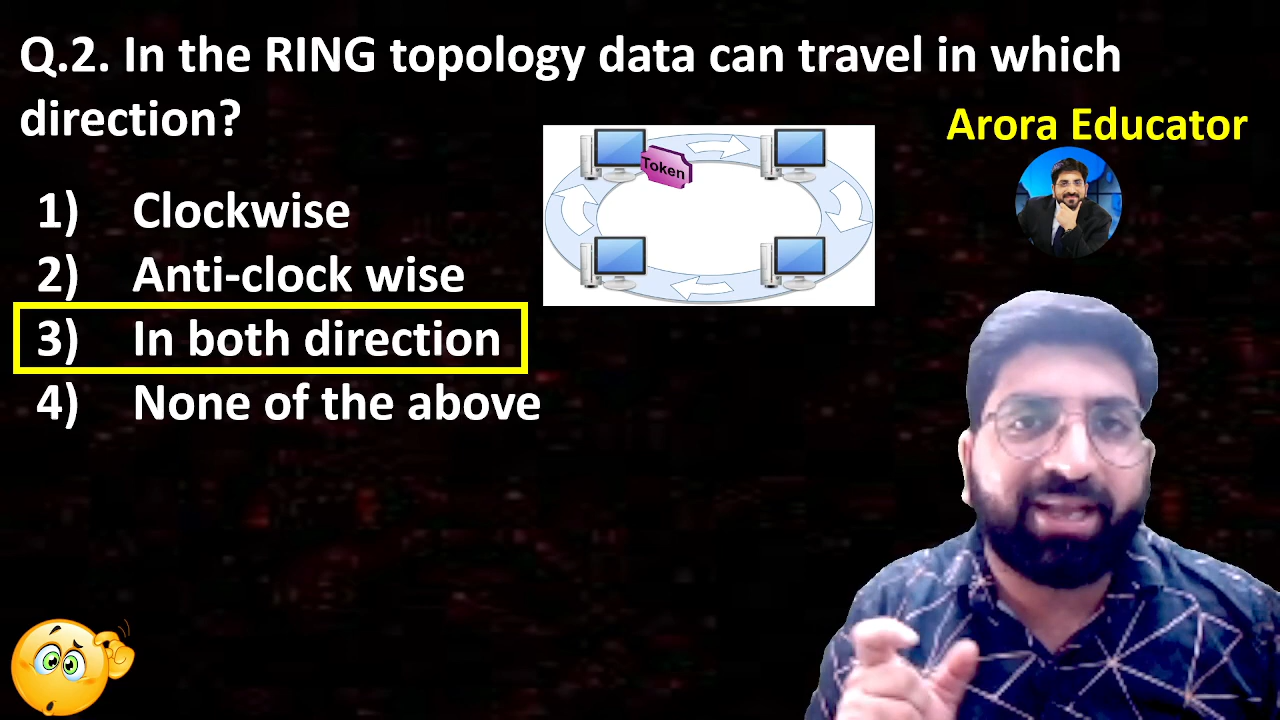 Q.2. In the RING topology data can travel in which
direction?
Arora Educator
Token
1) Clockwise
2) Anti-clock wise
3) In both direction
4) None of the above